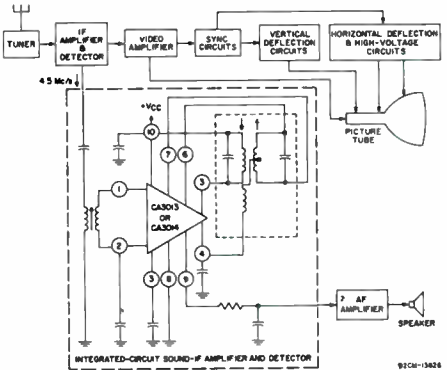 TUNER
IF
AMPLIFIER
&
DETECTOR
VIDEO
AMPLIFIER
SYNC
CIRCUITS
VERTICAL
DEFLECTION
CIRCUITS
HORIZONTAL DEFLECTION
& HIGH-VOLTAGE
CIRCUITS
4.5 Mc/s
PICTURE
TUBE
+VCC
10
7
6
1
3
CA3013
OR
CA3014
2
4
3
8
9
AF
AMPLIFIER
SPEAKER
INTEGRATED-CIRCUIT SOUND-IF AMPLIFIER AND DETECTOR
92CM-13826